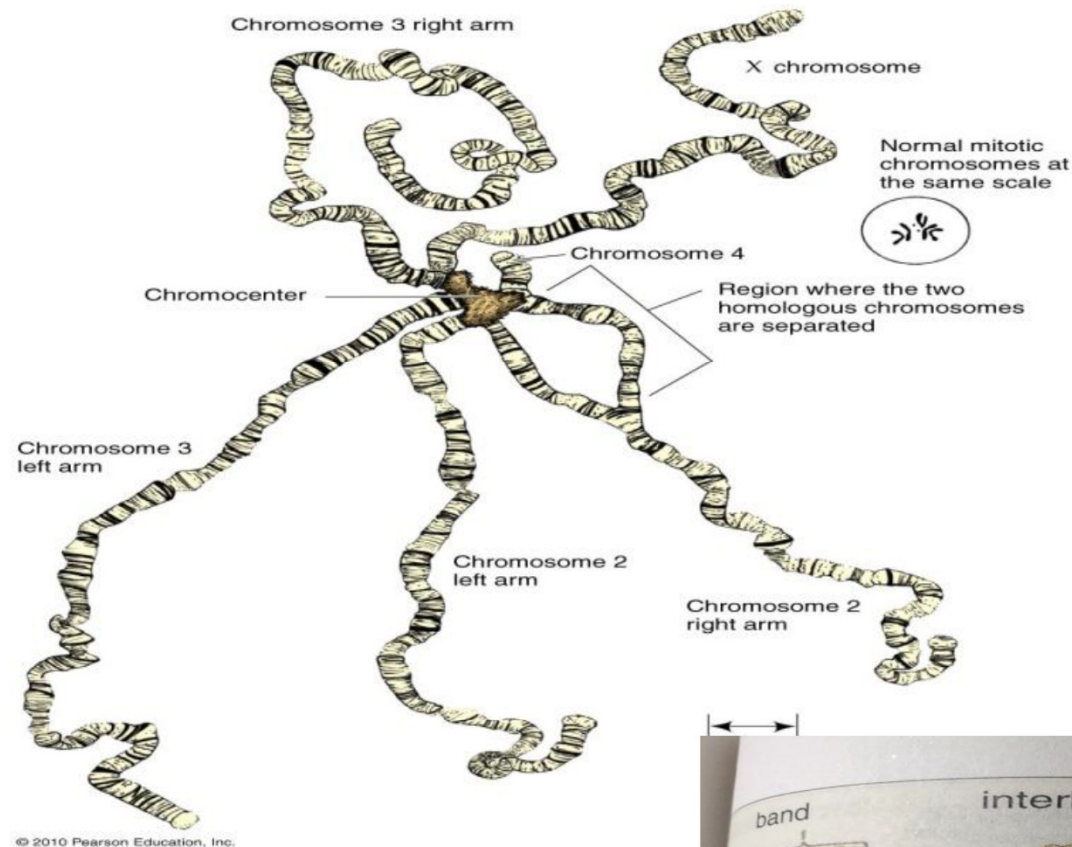 Chromosome 3 right arm
X chromosome
Normal mitotic
chromosomes at
the same scale
Chromosome 4
Chromocenter
Region where the two
homologous chromosomes
are separated
Chromosome 3
left arm
Chromosome 2
left arm
Chromosome 2
right arm
band
© 2010 Pearson Education, Inc.